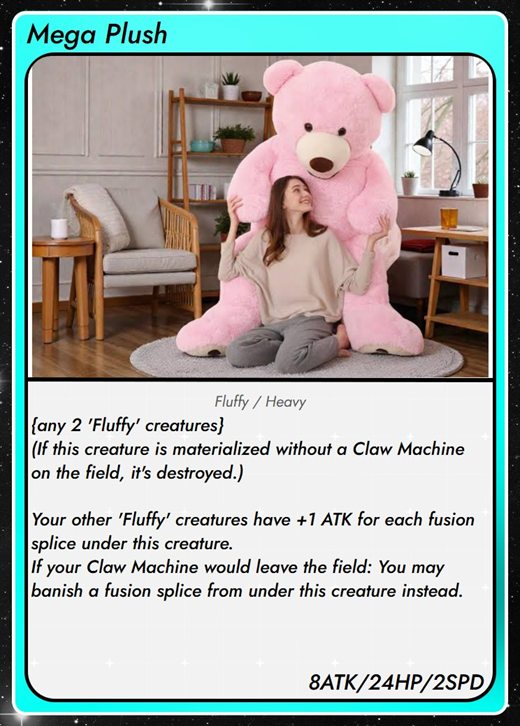 Mega Plush
Fluffy / Heavy
{any 2 'Fluffy' creatures}
(If this creature is materialized without a Claw Machine
on the field, it's destroyed.)
Your other 'Fluffy' creatures have +1 ATK for each fusion
splice under this creature.
If your Claw Machine would leave the field: You may
banish a fusion splice from under this creature instead.
8ATK/24HP/2SPD